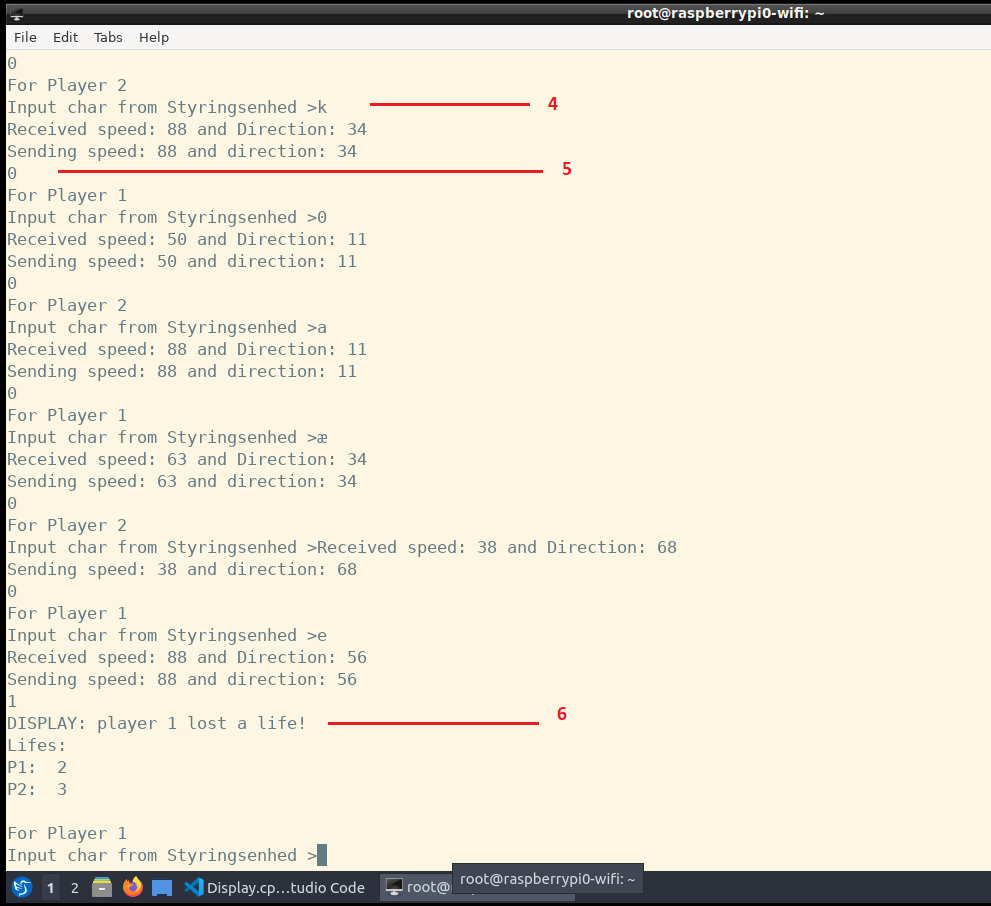 root@raspberrypi0-wifi: ~
File Edit Tabs Help
0
For Player 2
Input char from Styringsenhed >k 4
Received speed: 88 and Direction: 34
Sending speed: 88 and direction: 34
0 5
For Player 1
Input char from Styringsenhed >0
Received speed: 50 and Direction: 11
Sending speed: 50 and direction: 11
0
For Player 2
Input char from Styringsenhed >a
Received speed: 88 and Direction: 11
Sending speed: 88 and direction: 11
0
For Player 1
Input char from Styringsenhed >æ
Received speed: 63 and Direction: 34
Sending speed: 63 and direction: 34
0
For Player 2
Input char from Styringsenhed >Received speed: 38 and Direction: 68
Sending speed: 38 and direction: 68
0
For Player 1
Input char from Styringsenhed >e
Received speed: 88 and Direction: 56
Sending speed: 88 and direction: 56
1
DISPLAY: player 1 lost a life! 6
Lifes:
P1:  2
P2:  3
For Player 1
Input char from Styringsenhed >
root@raspberrypi0-wifi: ~
1 2 Display.cp...tudio Code root@